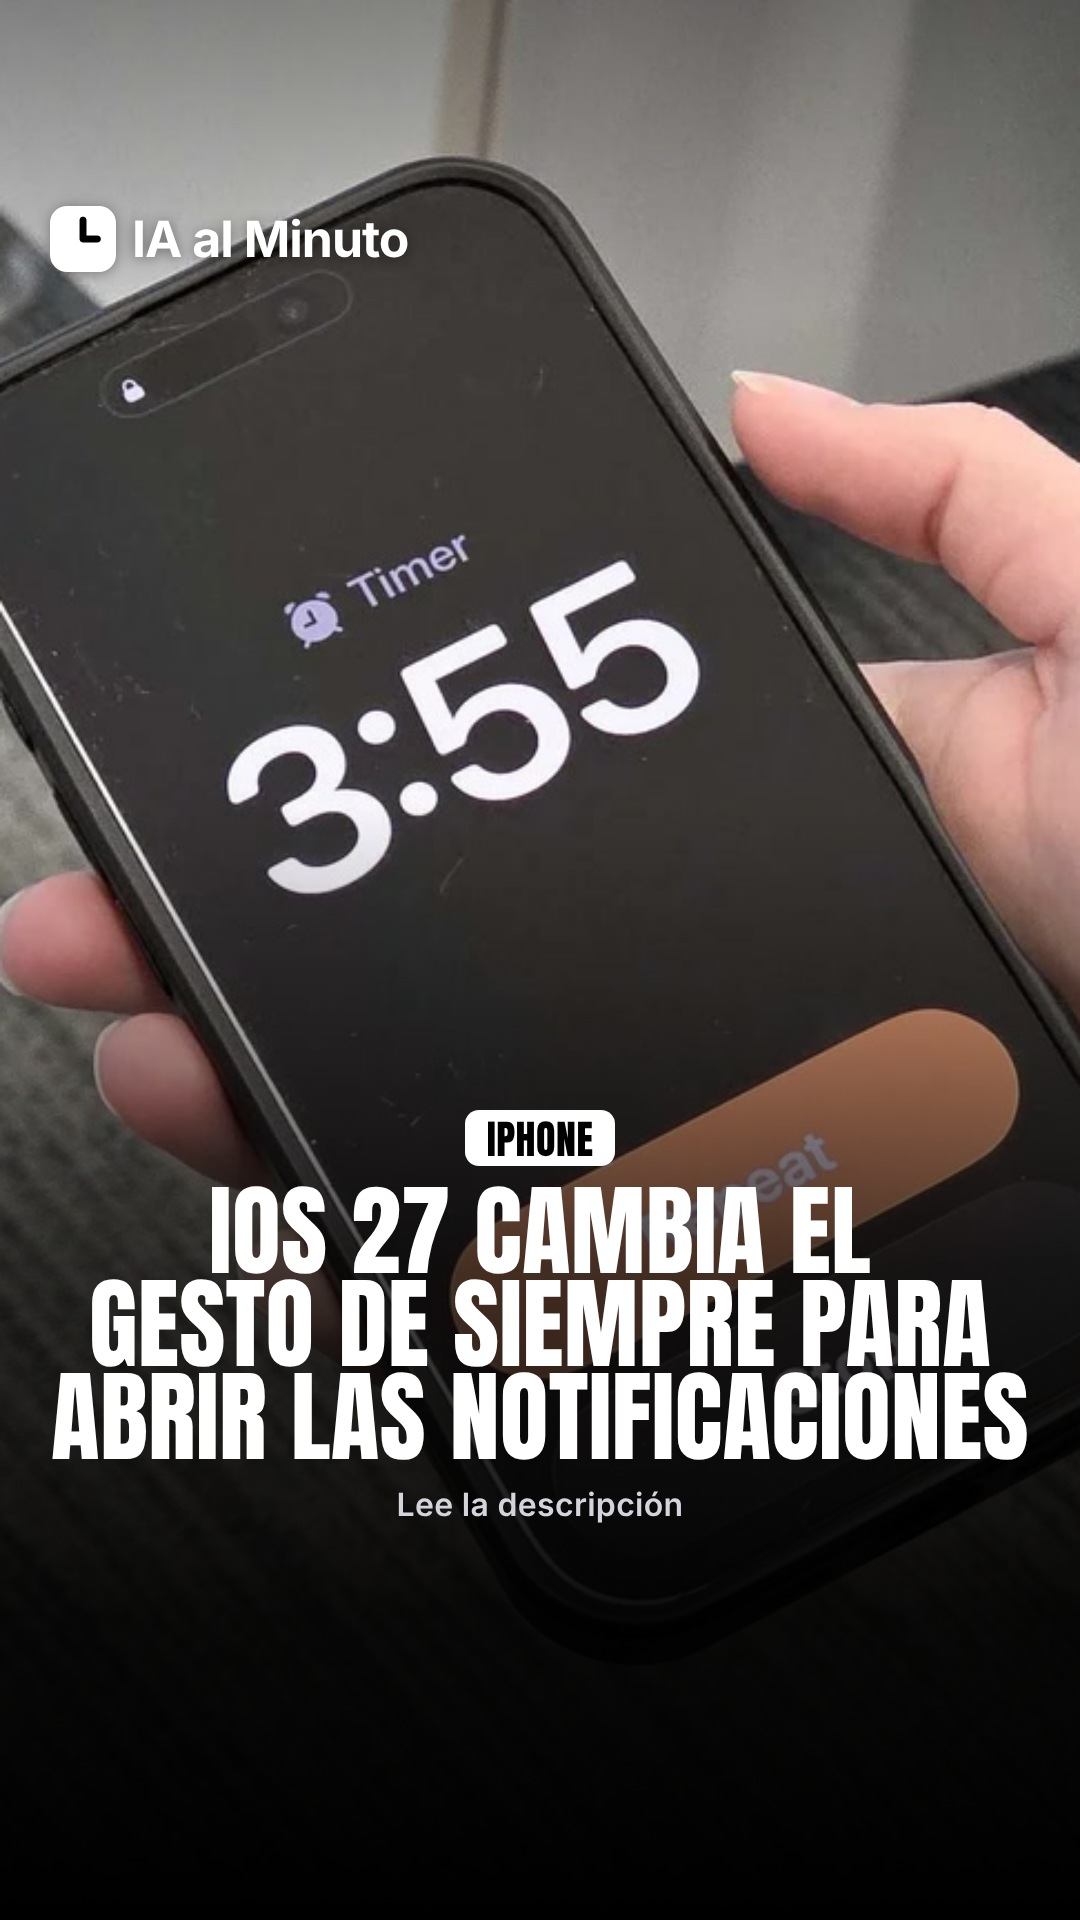 IA al Minuto
Timer
3:55
IPHONE
IOS 27 CAMBIA EL
GESTO DE SIEMPRE PARA
ABRIR LAS NOTIFICACIONES
Lee la descripción